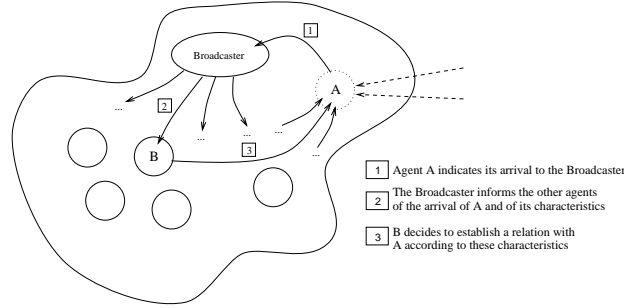 1
Broadcaster
A
...
2
...
...
...
B
3
...
1 Agent A indicates its arrival to the Broadcaster
2 The Broadcaster informs the other agents
of the arrival of A and of its characteristics
3 B decides to establish a relation with
A according to these characteristics